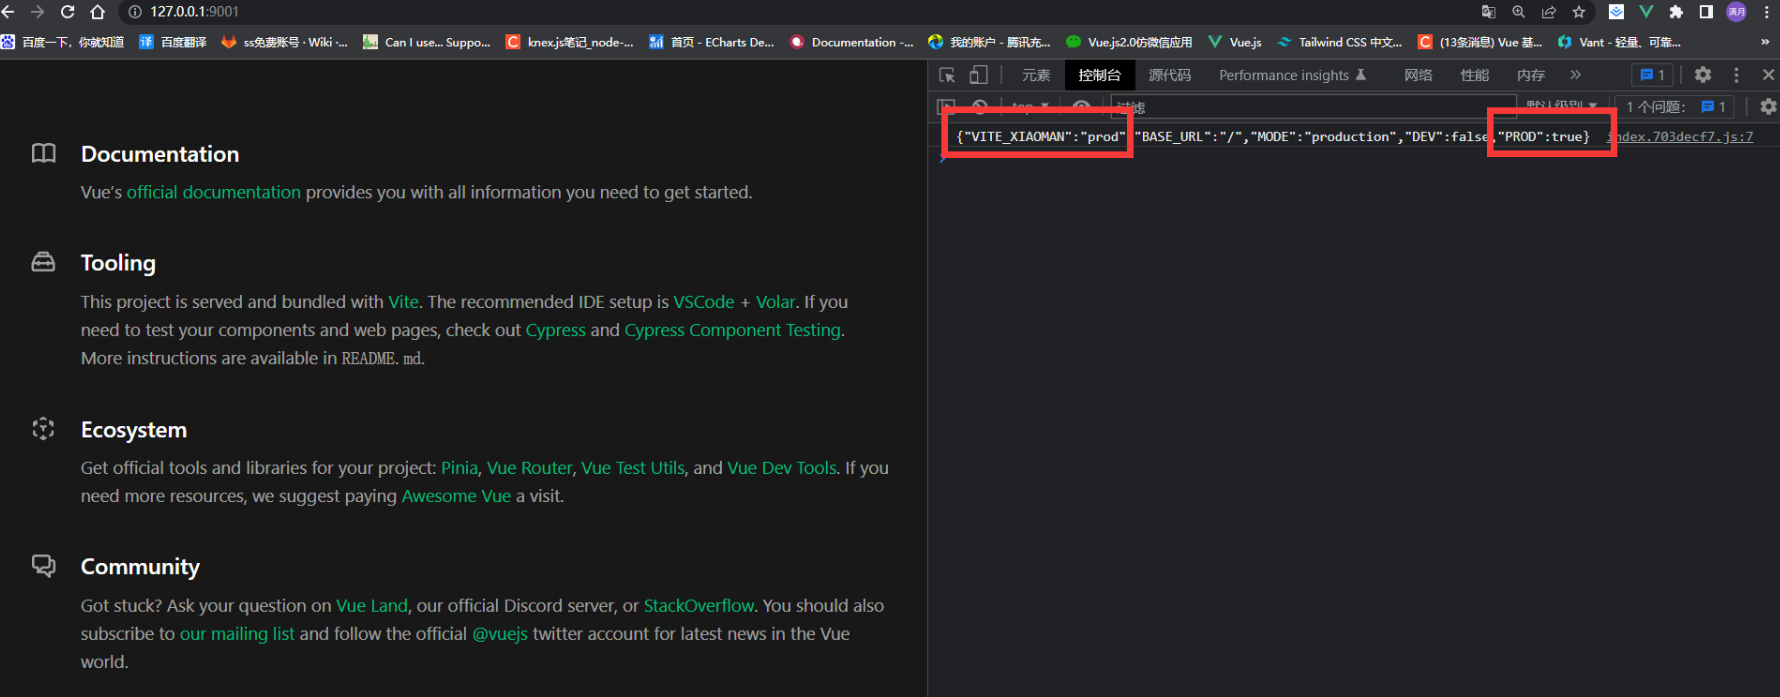 127.0.0.1:9001
满月
百度一下，你就知道 译 百度翻译 ss免费账号 · Wiki ·... Can I use... Suppo... knex.js笔记_node-... 首页 - ECharts De... Documentation -... 我的账户 - 腾讯充... Vue.js2.0仿微信应用 Vue.js Tailwind CSS 中文... (13条消息) Vue 基... Vant - 轻量、可靠... »
元素 控制台 源代码 Performance insights 网络 性能 内存 » 1
top 过滤 默认级别 1 个问题: 1
{"VITE_XIAOMAN":"prod" "BASE_URL":"/","MODE":"production","DEV":false,"PROD":true} index.703decf7.js:7
Documentation
Vue's official documentation provides you with all information you need to get started.
Tooling
This project is served and bundled with Vite. The recommended IDE setup is VSCode + Volar. If you
need to test your components and web pages, check out Cypress and Cypress Component Testing.
More instructions are available in README.md.
Ecosystem
Get official tools and libraries for your project: Pinia, Vue Router, Vue Test Utils, and Vue Dev Tools. If you
need more resources, we suggest paying Awesome Vue a visit.
Community
Got stuck? Ask your question on Vue Land, our official Discord server, or StackOverflow. You should also
subscribe to our mailing list and follow the official @vuejs twitter account for latest news in the Vue
world.